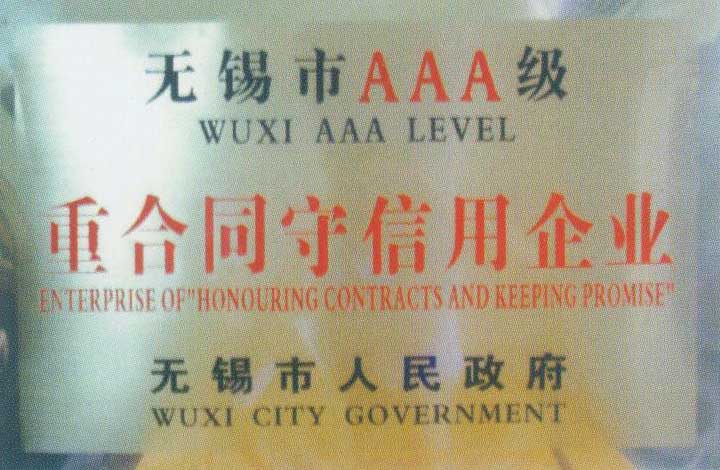 无锡市AAA级
WUXI AAA LEVEL
重合同守信用企业
ENTERPRISE OF"HONOURING CONTRACTS AND KEEPING PROMISE"
无锡市人民政府
WUXI CITY GOVERNMENT